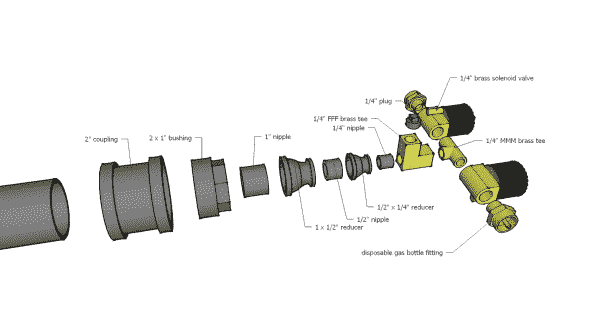 1/4" brass solenoid valve
1/4" plug
1/4" FFF brass tee
1/4" nipple
1" nipple
2 x 1" bushing
2" coupling
1/4" MMM brass tee
1/2" x 1/4" reducer
1/2" nipple
1 x 1/2" reducer
disposable gas bottle fitting